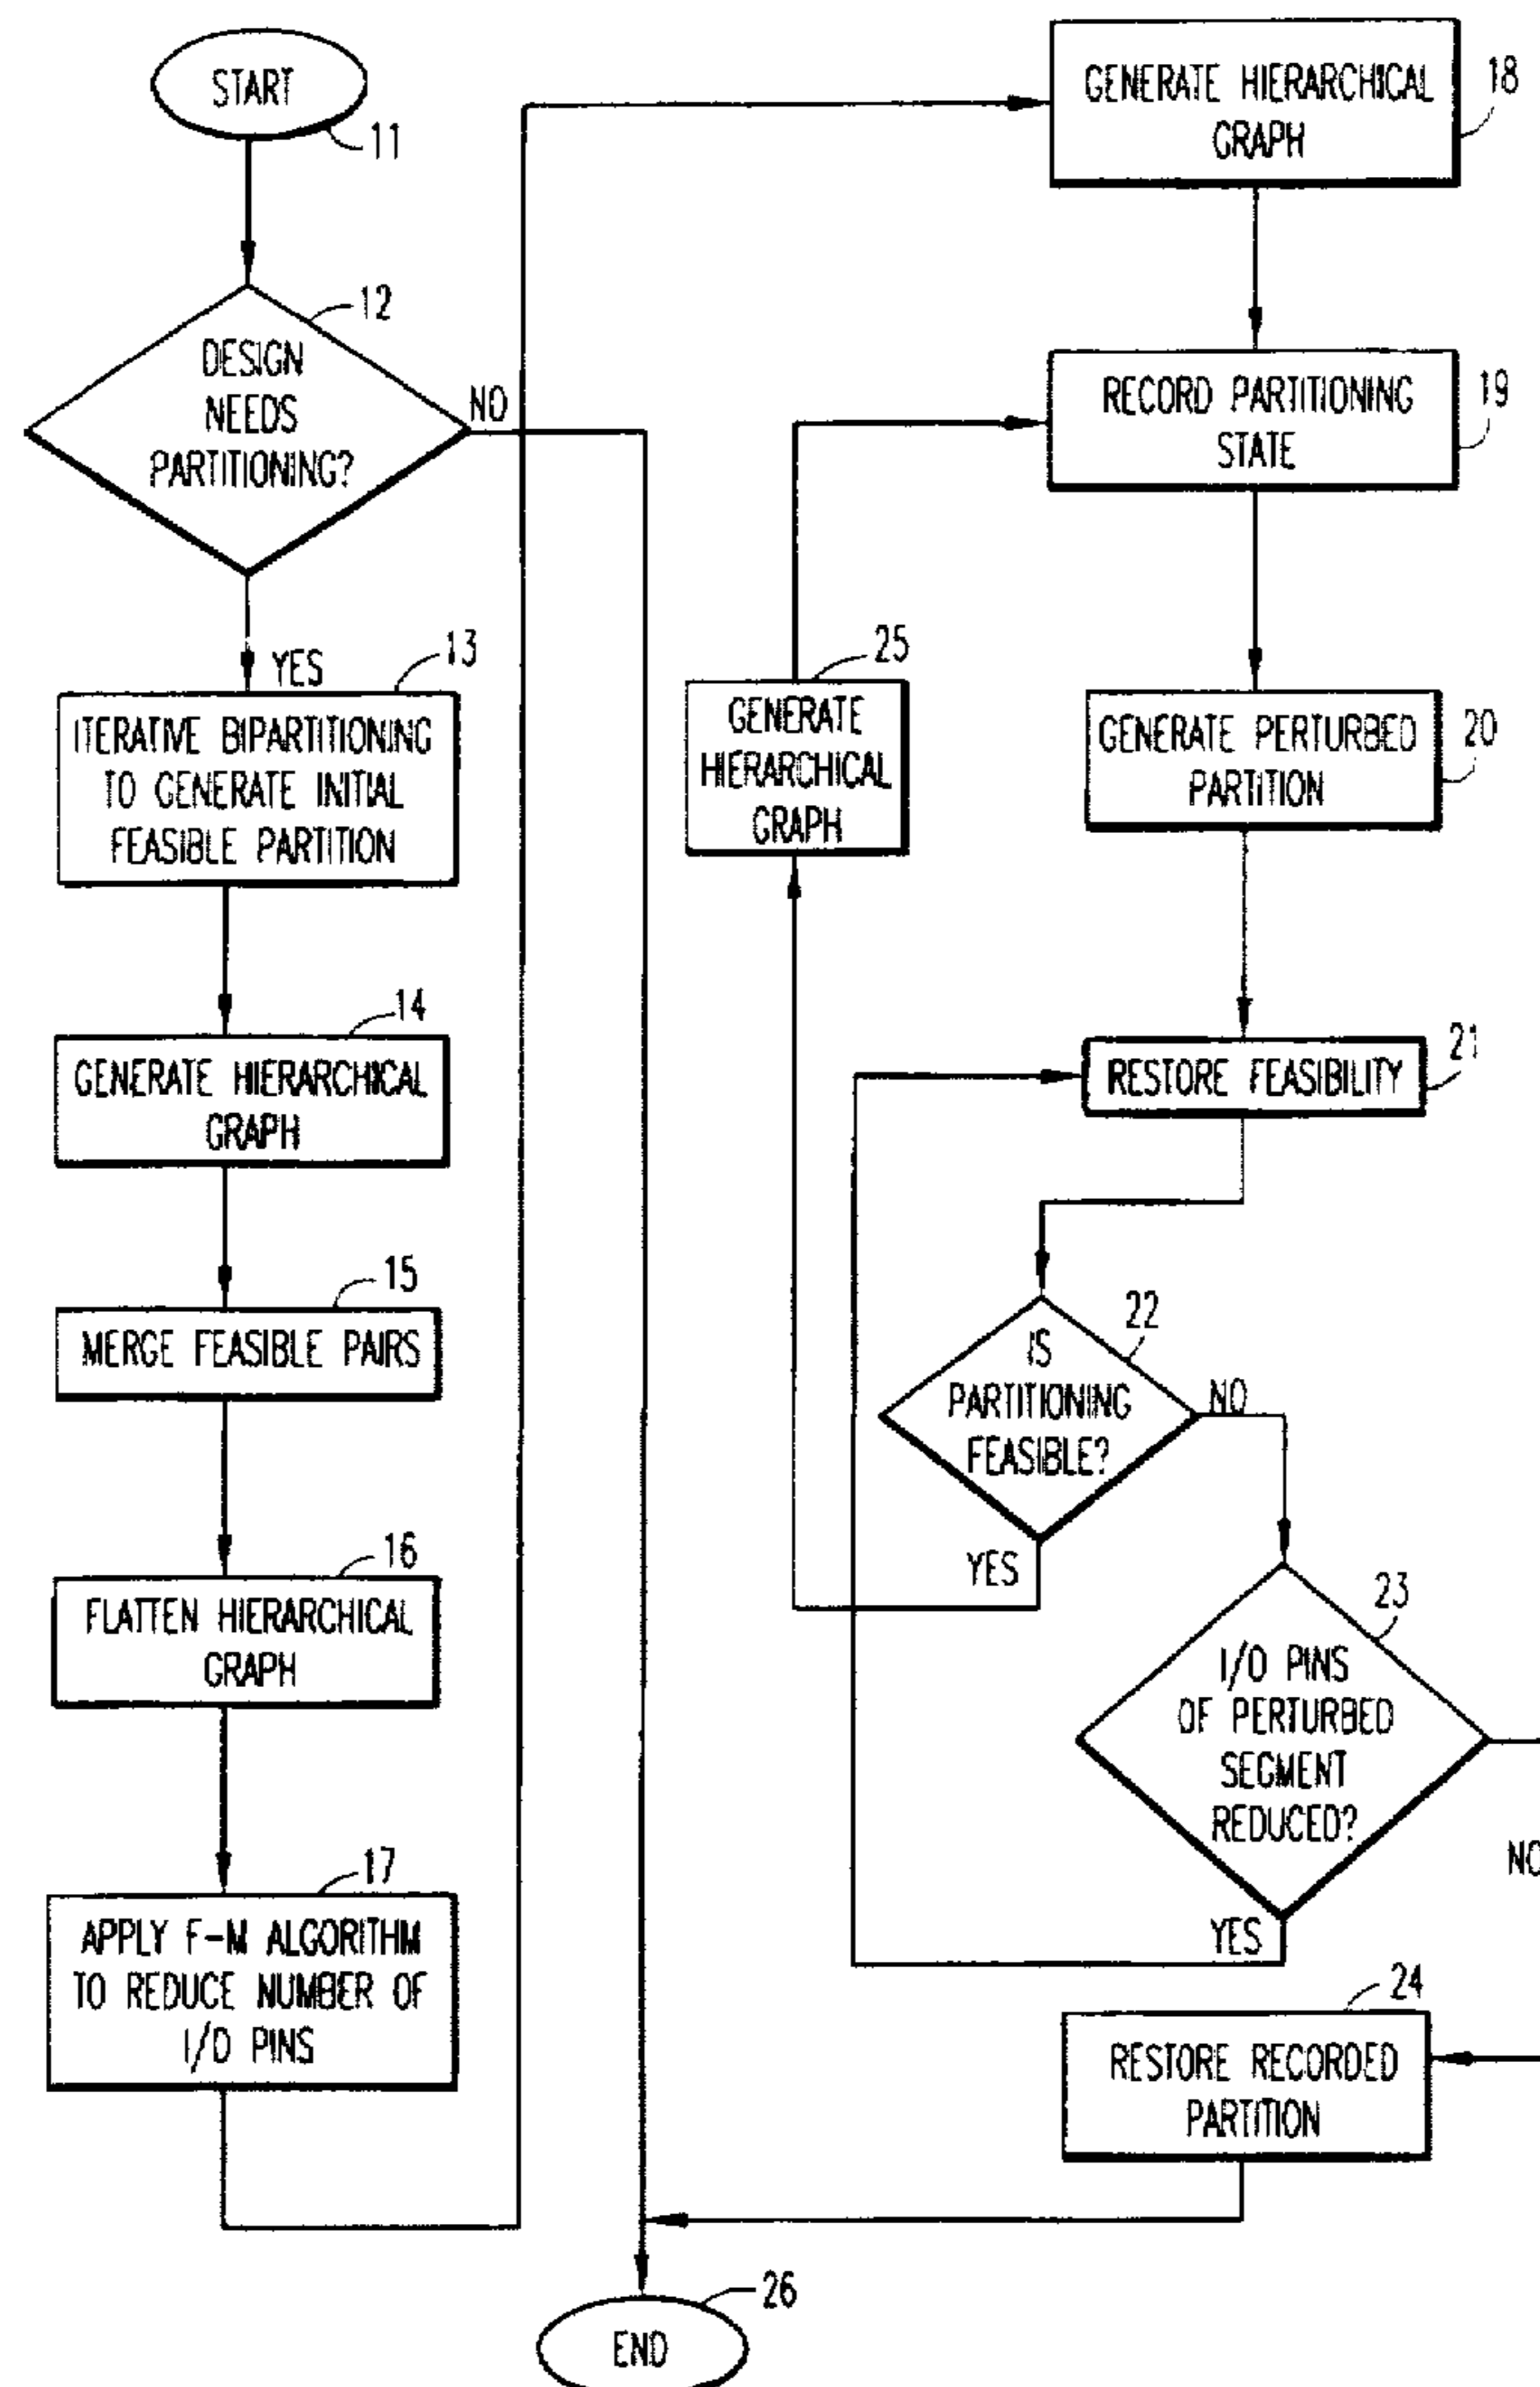 START
11
12
DESIGN
NEEDS
PARTITIONING?
NO
YES
13
ITERATIVE BIPARTITIONING
TO GENERATE INITIAL
FEASIBLE PARTITION
14
GENERATE HIERARCHICAL
GRAPH
15
MERGE FEASIBLE PAIRS
16
FLATTEN HIERARCHICAL
GRAPH
17
APPLY F-M ALGORITHM
TO REDUCE NUMBER OF
I/O PINS
18
GENERATE HIERARCHICAL
GRAPH
19
RECORD PARTITIONING
STATE
20
GENERATE PERTURBED
PARTITION
25
GENERATE
HIERARCHICAL
GRAPH
21
RESTORE FEASIBILITY
22
IS
PARTITIONING
FEASIBLE?
NO
YES
23
I/O PINS
OF PERTURBED
SEGMENT
REDUCED?
NO
YES
24
RESTORE RECORDED
PARTITION
26
END